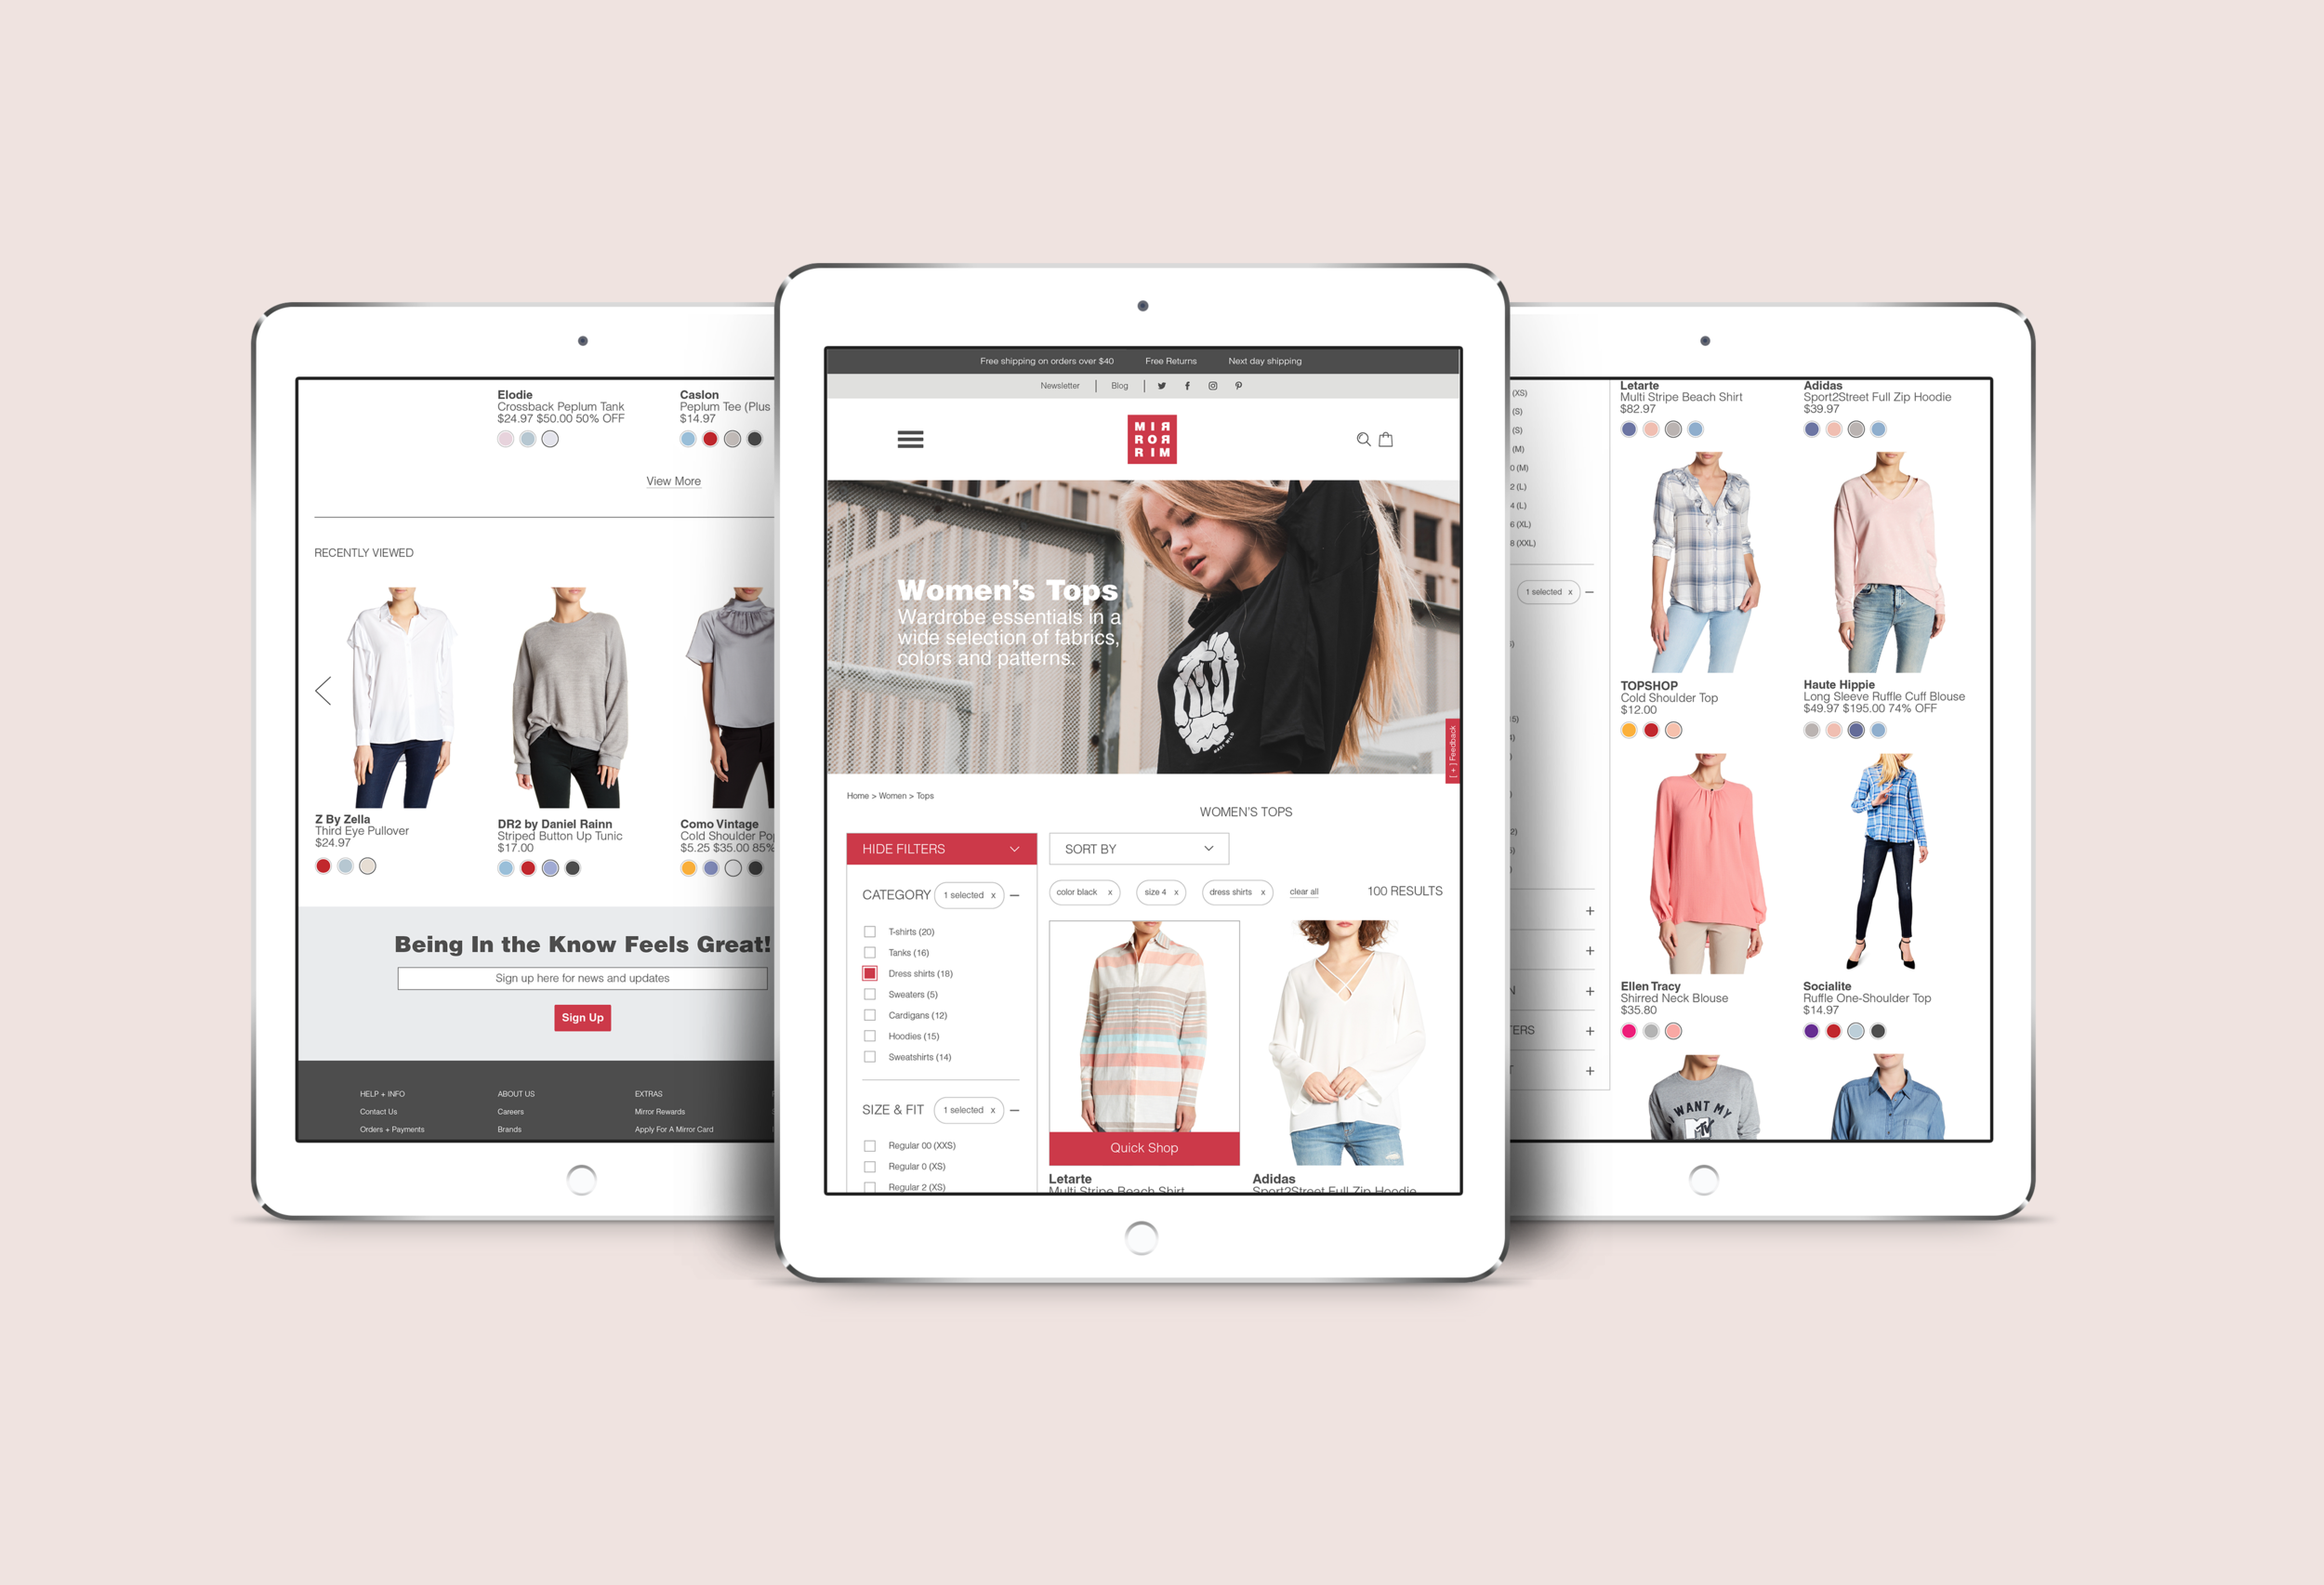 Elodie
Crossback Peplum Tank
$24.97 $50.00 50% OFF
Caslon
Peplum Tee (Plus
$14.97
View More
RECENTLY VIEWED
Z By Zella
Third Eye Pullover
$24.97
DR2 by Daniel Rainn
Striped Button Up Tunic
$17.00
Como Vintage
Cold Shoulder Po
$5.25 $35.00 85%
Being In the Know Feels Great!
Sign up here for news and updates
Sign Up
HELP + INFO
Contact Us
Orders + Payments
ABOUT US
Careers
Brands
EXTRAS
Mirror Rewards
Apply For A Mirror Card
Free shipping on orders over $40 Free Returns Next day shipping
Newsletter | Blog |
MIЯ
ROЯ
RIM
Women's Tops
Wardrobe essentials in a
wide selection of fabrics,
colors and patterns.
BABY WILD
[ + ] Feedback
Home > Women > Tops
WOMEN'S TOPS
HIDE FILTERS
SORT BY
CATEGORY 1 selected x
color black x size 4 x dress shirts x clear all 100 RESULTS
T-shirts (20)
Tanks (16)
Dress shirts (18)
Sweaters (5)
Cardigans (12)
Hoodies (15)
Sweatshirts (14)
SIZE & FIT 1 selected x
Regular 00 (XXS)
Regular 0 (XS)
Regular 2 (XS)
Quick Shop
Letarte
Multi Stripe Beach Shirt
Adidas
Sport2Street Full Zip Hoodie
(XS)
(S)
(S)
(M)
0 (M)
2 (L)
4 (L)
6 (XL)
8 (XXL)
1 selected x
ERS
Letarte
Multi Stripe Beach Shirt
$82.97
Adidas
Sport2Street Full Zip Hoodie
$39.97
TOPSHOP
Cold Shoulder Top
$12.00
Haute Hippie
Long Sleeve Ruffle Cuff Blouse
$49.97 $195.00 74% OFF
Ellen Tracy
Shirred Neck Blouse
$35.80
Socialite
Ruffle One-Shoulder Top
$14.97
I WANT MY
MTV